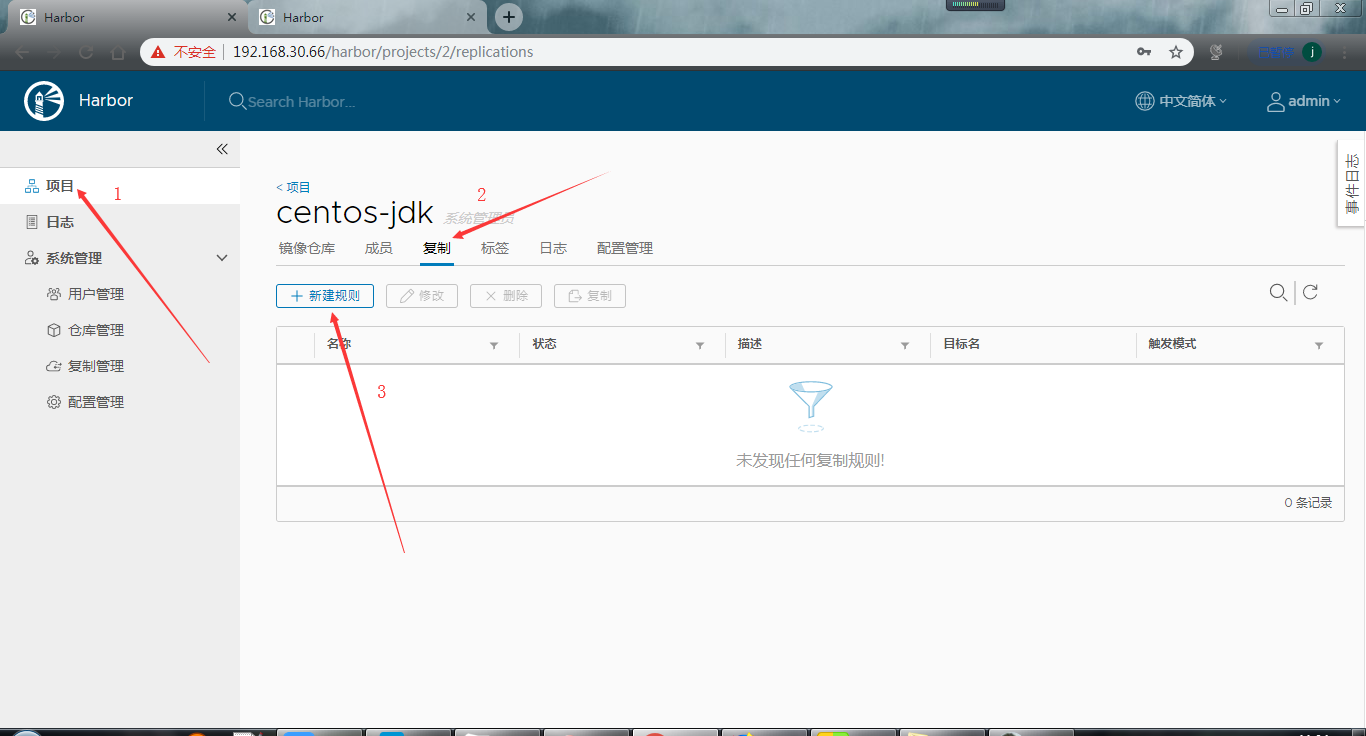 Harbor
Harbor
不安全 192.168.30.66/harbor/projects/2/replications
j
Harbor
Search Harbor...
中文简体
admin
事件日志
项目
1
日志
系统管理
用户管理
仓库管理
复制管理
配置管理
< 项目
centos-jdk 系统管理员
2
镜像仓库 成员 复制 标签 日志 配置管理
新建规则 修改 删除 复制
名称 状态 描述 目标名 触发模式
3
未发现任何复制规则!
0 条记录